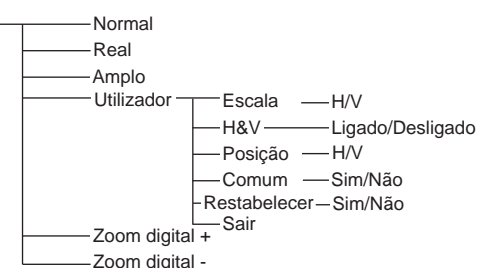 Normal
Real
Amplo
Utilizador Escala H/V
H&V Ligado/Desligado
Posição H/V
Comum Sim/Não
Restabelecer Sim/Não
Sair
Zoom digital +
Zoom digital -